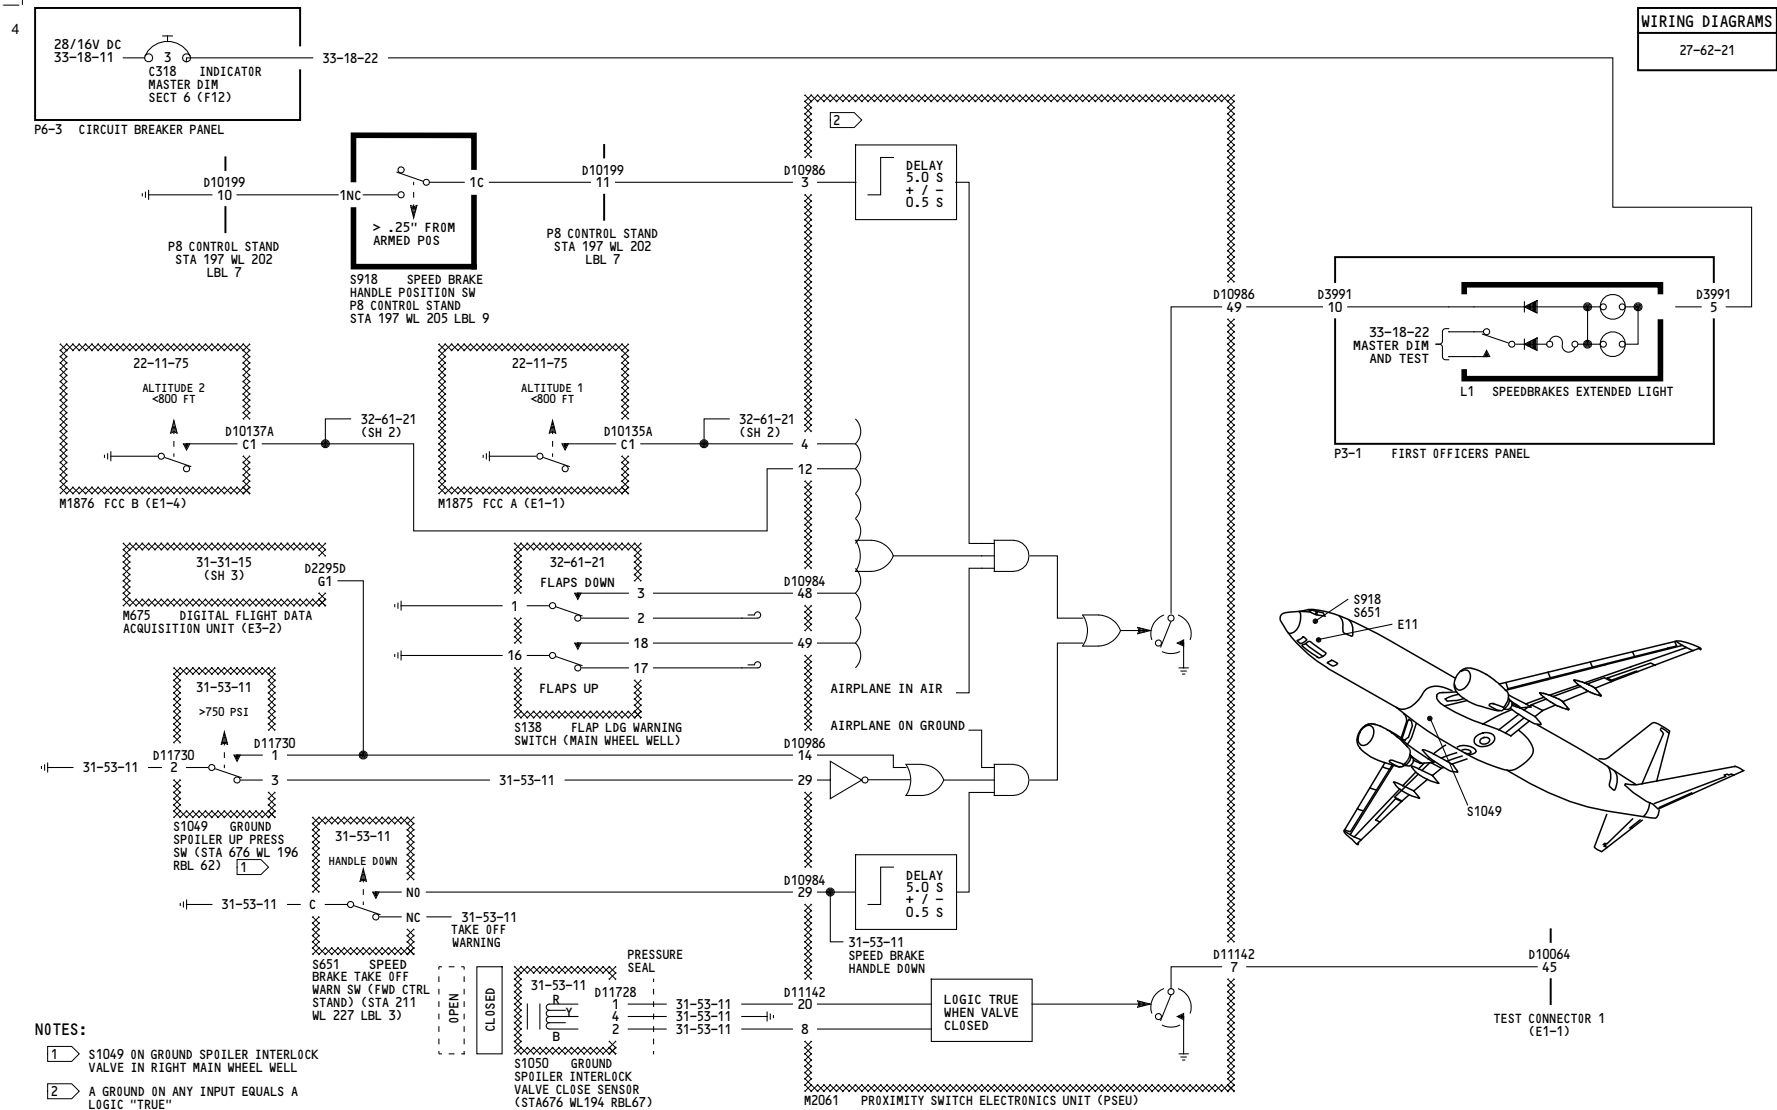 4
WIRING DIAGRAMS
27-62-21
28/16V DC
33-18-11
3
33-18-22
C318 INDICATOR
MASTER DIM
SECT 6 (F12)
P6-3 CIRCUIT BREAKER PANEL
2
D10199
10
P8 CONTROL STAND
STA 197 WL 202
LBL 7
1NC
1C
> .25" FROM
ARMED POS
S918 SPEED BRAKE
HANDLE POSITION SW
P8 CONTROL STAND
STA 197 WL 205 LBL 9
D10199
11
P8 CONTROL STAND
STA 197 WL 202
LBL 7
D10986
3
DELAY
5.0 S
+ / -
0.5 S
D10986
49
D3991
10
D3991
5
33-18-22
MASTER DIM
AND TEST
L1 SPEEDBRAKES EXTENDED LIGHT
P3-1 FIRST OFFICERS PANEL
22-11-75
ALTITUDE 2
<800 FT
D10137A
C1
32-61-21
(SH 2)
M1876 FCC B (E1-4)
22-11-75
ALTITUDE 1
<800 FT
D10135A
C1
32-61-21
(SH 2)
M1875 FCC A (E1-1)
4
12
31-31-15
(SH 3)
D2295D
G1
M675 DIGITAL FLIGHT DATA
ACQUISITION UNIT (E3-2)
32-61-21
FLAPS DOWN
1
3
2
16
18
17
FLAPS UP
S138 FLAP LDG WARNING
SWITCH (MAIN WHEEL WELL)
D10984
48
49
AIRPLANE IN AIR
AIRPLANE ON GROUND
S918
S651
E11
S1049
31-53-11
>750 PSI
31-53-11
D11730
2
D11730
1
3
31-53-11
S1049 GROUND
SPOILER UP PRESS
SW (STA 676 WL 196
RBL 62) 1
D10986
14
29
31-53-11
HANDLE DOWN
31-53-11
C
NO
NC
31-53-11
TAKE OFF
WARNING
S651 SPEED
BRAKE TAKE OFF
WARN SW (FWD CTRL
STAND) (STA 211
WL 227 LBL 3)
D10984
29
DELAY
5.0 S
+ / -
0.5 S
31-53-11
SPEED BRAKE
HANDLE DOWN
OPEN
CLOSED
31-53-11
R
Y
B
D11728
1
4
2
PRESSURE
SEAL
31-53-11
31-53-11
31-53-11
S1050 GROUND
SPOILER INTERLOCK
VALVE CLOSE SENSOR
(STA676 WL194 RBL67)
D11142
20
8
LOGIC TRUE
WHEN VALVE
CLOSED
D11142
7
D10064
45
TEST CONNECTOR 1
(E1-1)
M2061 PROXIMITY SWITCH ELECTRONICS UNIT (PSEU)
NOTES:
1 S1049 ON GROUND SPOILER INTERLOCK
VALVE IN RIGHT MAIN WHEEL WELL
2 A GROUND ON ANY INPUT EQUALS A
LOGIC "TRUE"